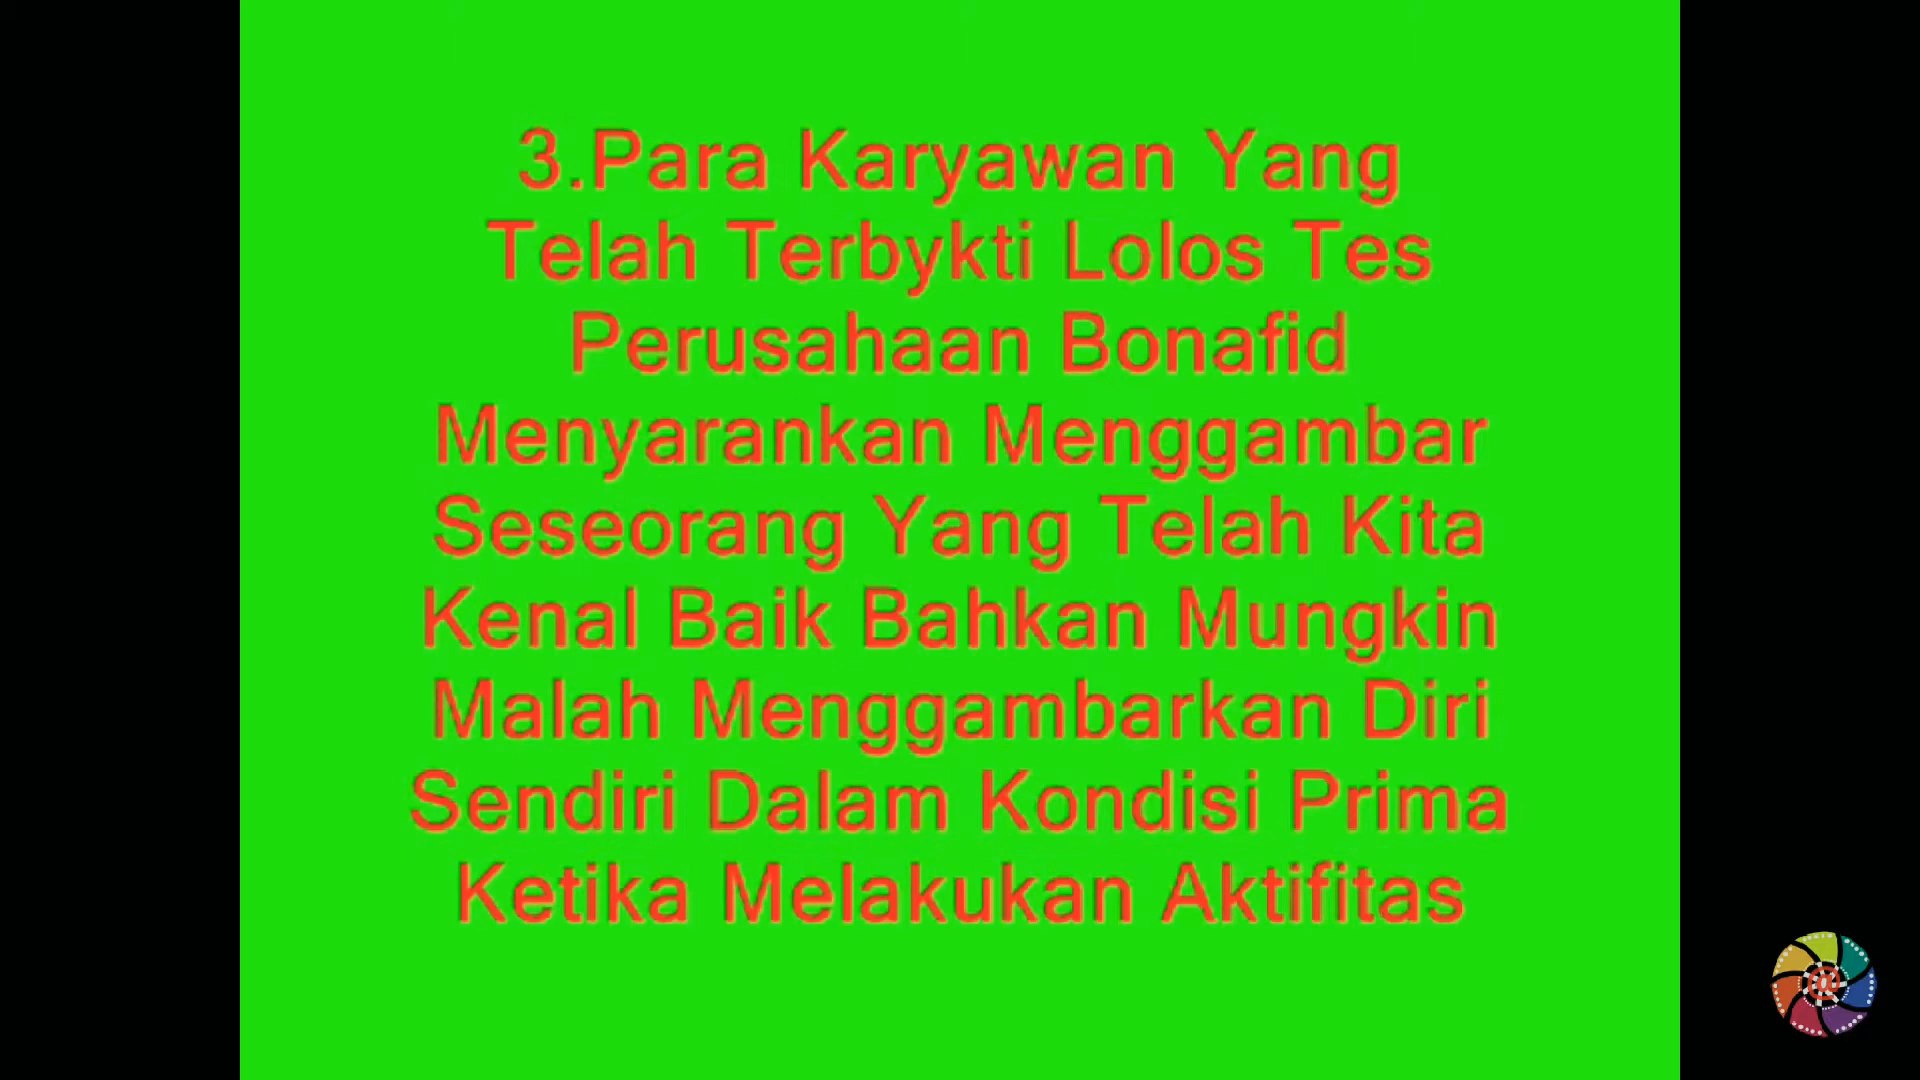 3.Para Karyawan Yang
Telah Terbykti Lolos Tes
Perusahaan Bonafid
Menyarankan Menggambar
Seseorang Yang Telah Kita
Kenal Baik Bahkan Mungkin
Malah Menggambarkan Diri
Sendiri Dalam Kondisi Prima
Ketika Melakukan Aktifitas
@